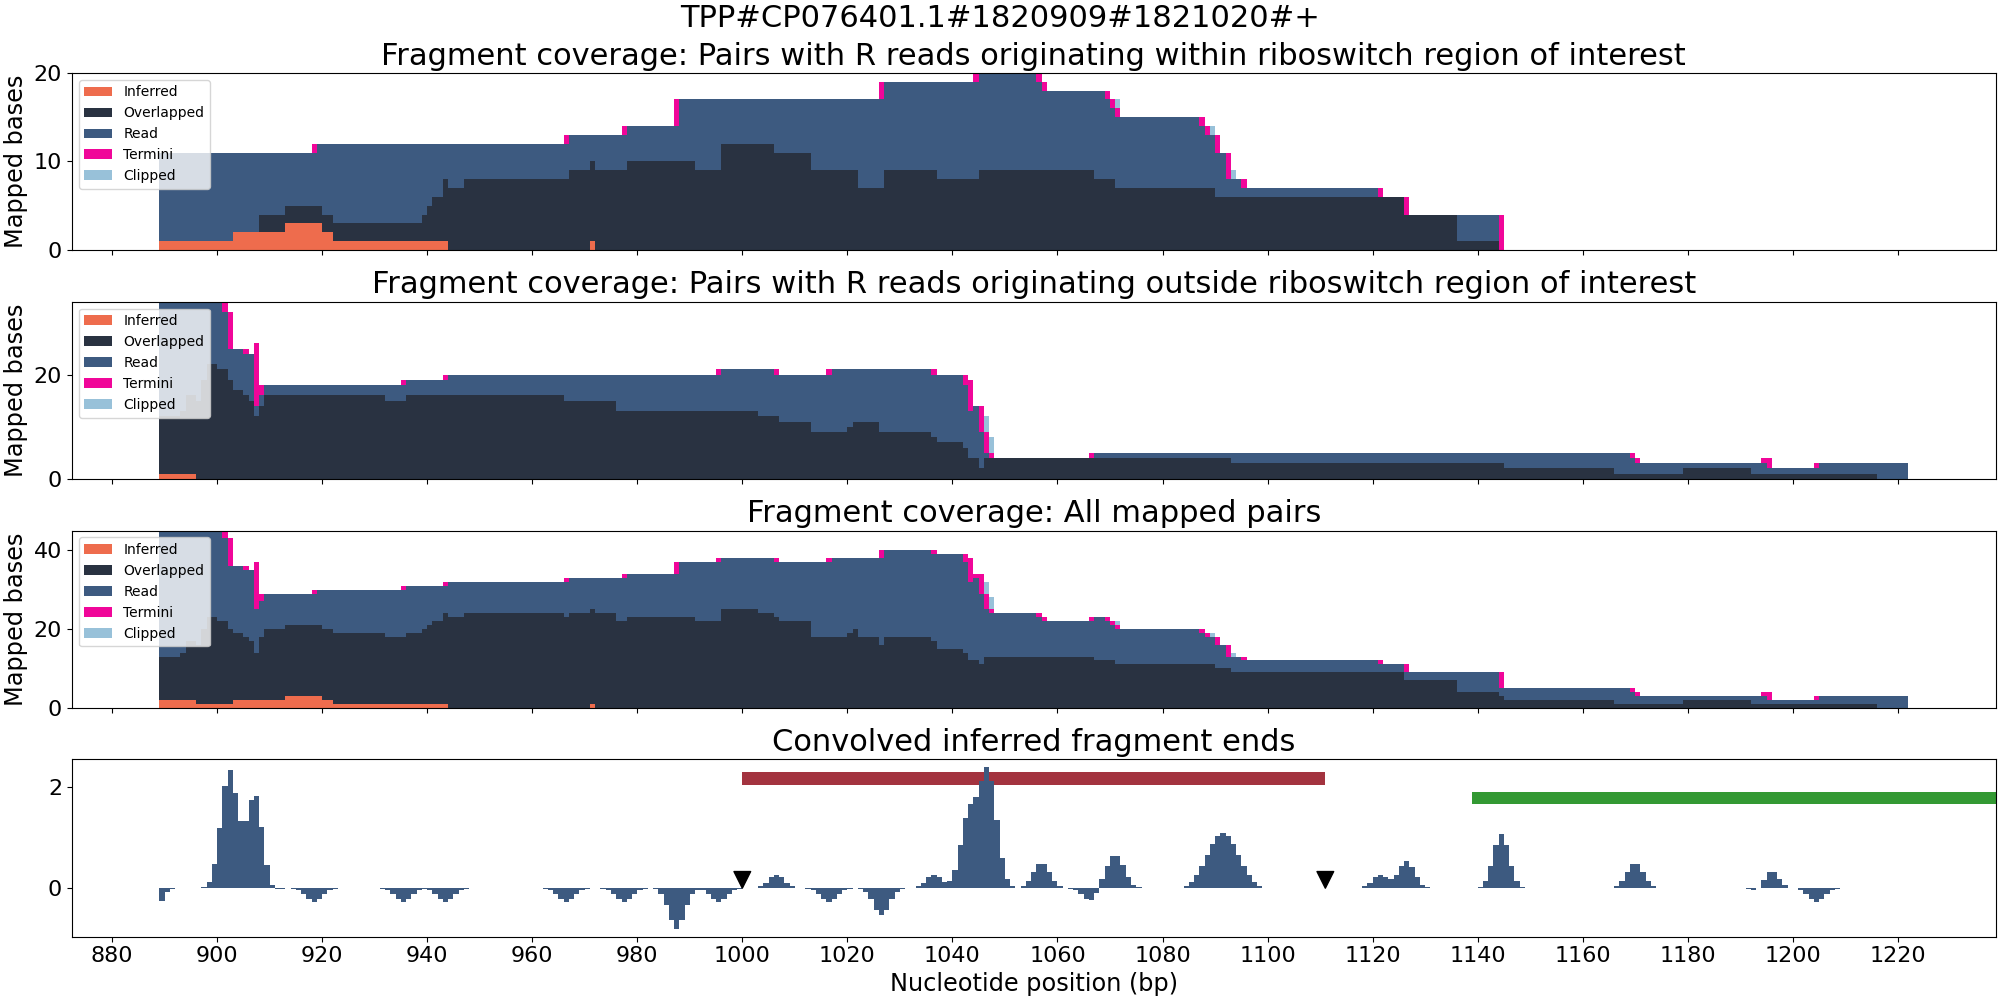 TPP#CP076401.1#1820909#1821020#+
Fragment coverage: Pairs with R reads originating within riboswitch region of interest
Mapped bases
20
10
0
Inferred
Overlapped
Read
Termini
Clipped
Fragment coverage: Pairs with R reads originating outside riboswitch region of interest
Mapped bases
20
0
Inferred
Overlapped
Read
Termini
Clipped
Fragment coverage: All mapped pairs
Mapped bases
40
20
0
Inferred
Overlapped
Read
Termini
Clipped
Convolved inferred fragment ends
2
0
880 900 920 940 960 980 1000 1020 1040 1060 1080 1100 1120 1140 1160 1180 1200 1220
Nucleotide position (bp)